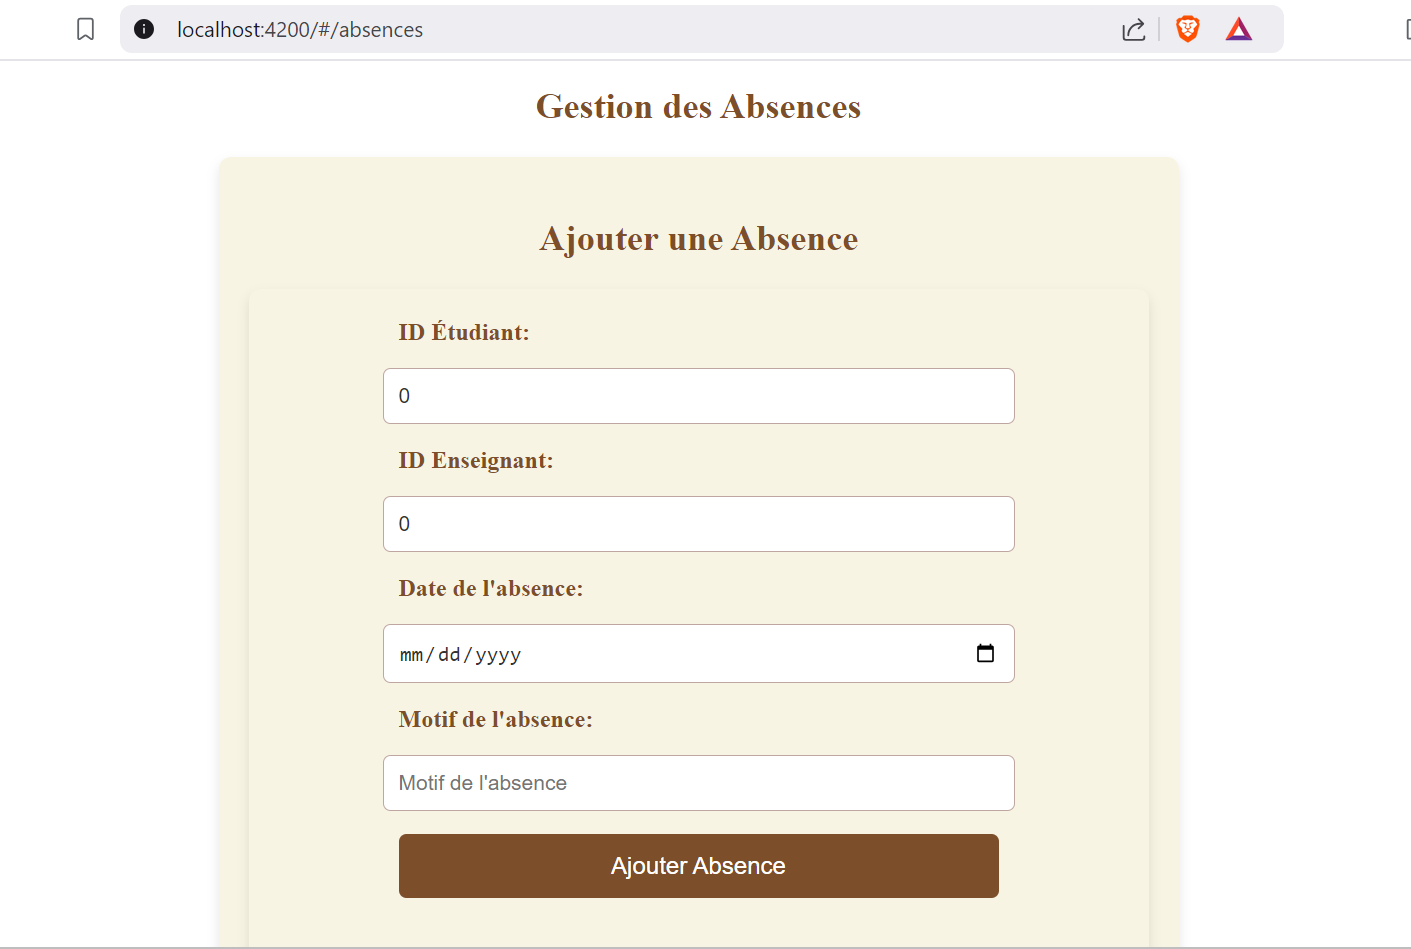 localhost:4200/#/absences
Gestion des Absences
Ajouter une Absence
ID Étudiant:
0
ID Enseignant:
0
Date de l'absence:
mm/dd/yyyy
Motif de l'absence:
Motif de l'absence
Ajouter Absence